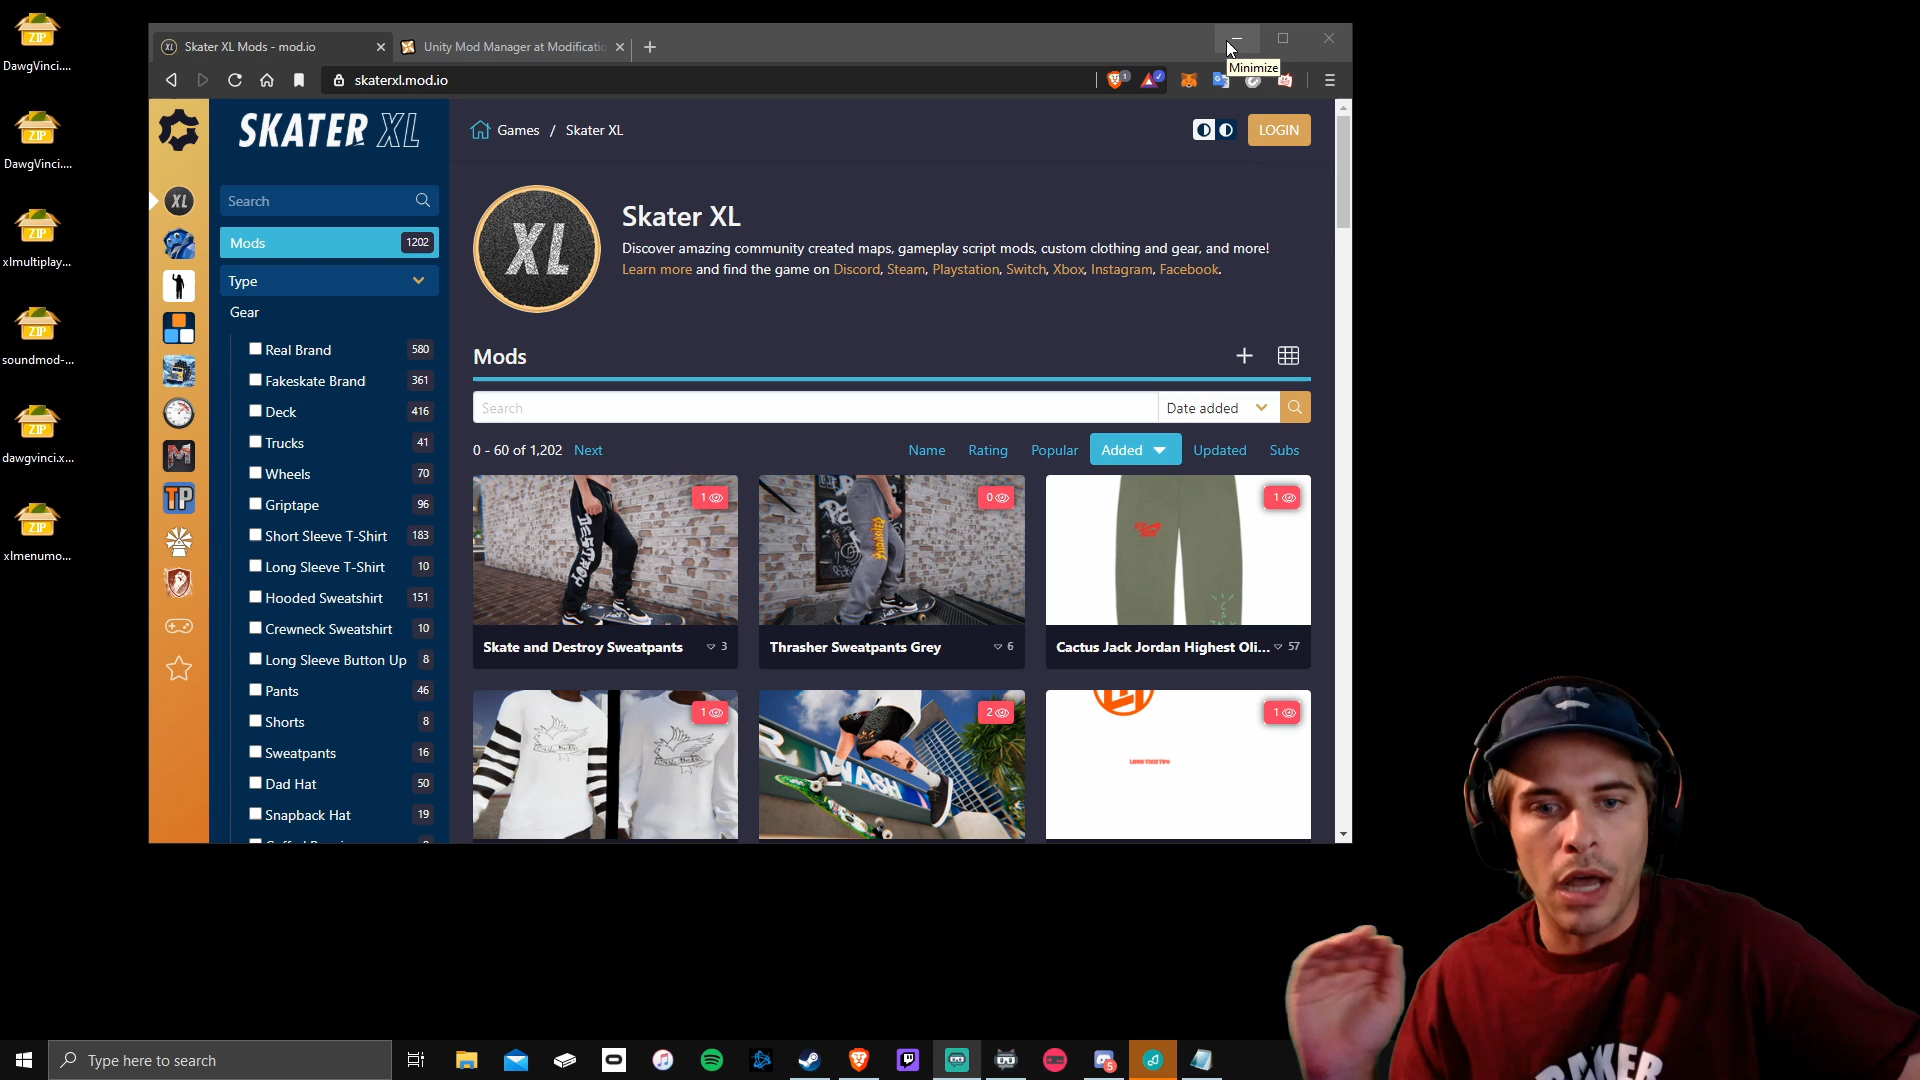 DawgVinci....
DawgVinci....
xlmultiplay...
soundmod-...
dawgvinci.x...
xlmenumo...
Skater XL Mods - mod.io
Unity Mod Manager at Modificatio
Minimize
skaterxl.mod.io
SKATER XL
Search
Mods
1202
Type
Gear
Real Brand 580
Fakeskate Brand 361
Deck 416
Trucks 41
Wheels 70
Griptape 96
Short Sleeve T-Shirt 183
Long Sleeve T-Shirt 10
Hooded Sweatshirt 151
Crewneck Sweatshirt 10
Long Sleeve Button Up 8
Pants 46
Shorts 8
Sweatpants 16
Dad Hat 50
Snapback Hat 19
XL
TP
Games / Skater XL
LOGIN
XL
Skater XL
Discover amazing community created maps, gameplay script mods, custom clothing and gear, and more!
Learn more and find the game on Discord, Steam, Playstation, Switch, Xbox, Instagram, Facebook.
Mods
Search
Date added
0 - 60 of 1,202 Next
Name Rating Popular Added Updated Subs
1
0
1
Skate and Destroy Sweatpants 3
Thrasher Sweatpants Grey 6
Cactus Jack Jordan Highest Oli... 57
1
2
1
WASH
BAKER
Type here to search
5